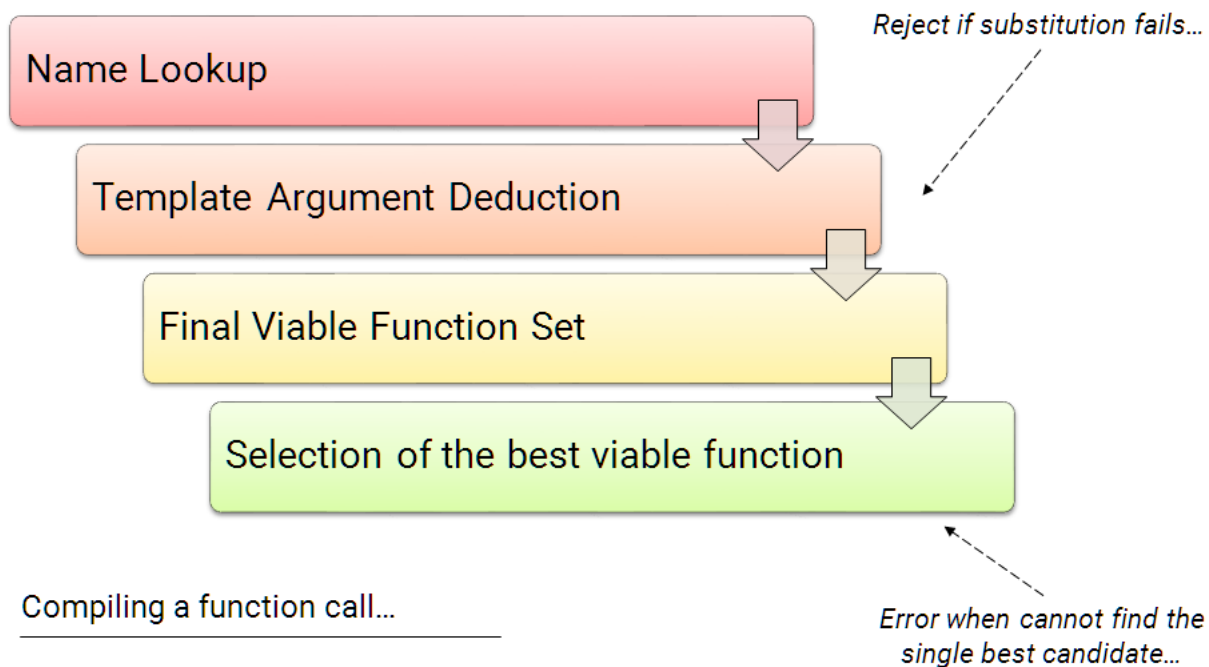 Reject if substitution fails…
Name Lookup
Template Argument Deduction
Final Viable Function Set
Selection of the best viable function
Compiling a function call…
Error when cannot find the
single best candidate…